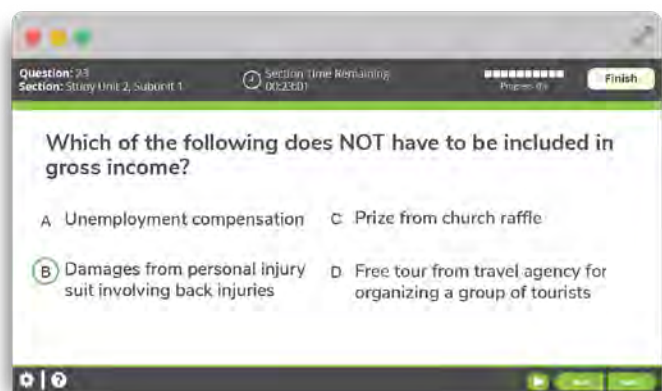 Question: 23
Section: Study Unit 2, Subunit 1
Section Time Remaining
00:23:01
Finish
Which of the following does NOT have to be included in
gross income?
A Unemployment compensation
C Prize from church raffle
B Damages from personal injury
suit involving back injuries
D Free tour from travel agency for
organizing a group of tourists